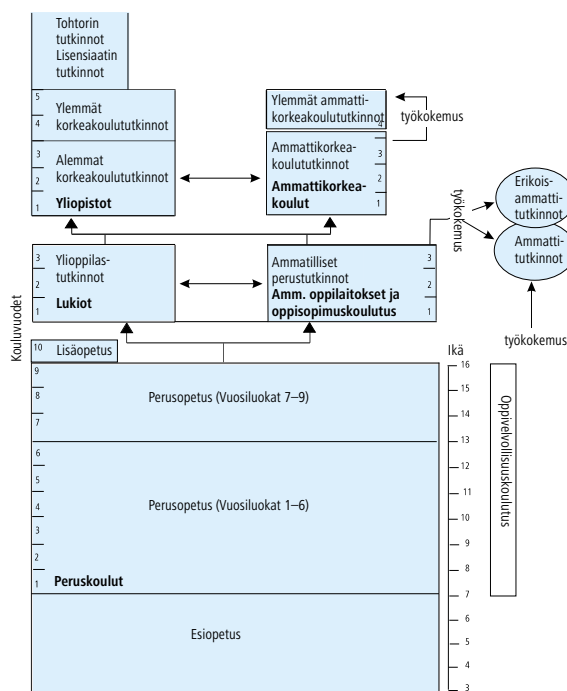 Tohtorin
tutkinnot
Lisensiaatin
tutkinnot
5
4
Ylemmät
korkeakoulututkinnot
3
2
1
Alemmat
korkeakoulututkinnot
Yliopistot
Ylemmät ammatti-
korkeakoulututkinnot
työkokemus
4
3
2
1
Ammattikorkea-
koulututkinnot
Ammattikorkea-
koulut
Erikois-
ammatti-
tutkinnot
Ammatti-
tutkinnot
työkokemus
työkokemus
3
2
1
Ylioppilas-
tutkinnot
Lukiot
Ammatilliset
perustutkinnot
Amm. oppilaitokset ja
oppisopimuskoulutus
3
2
1
Kouluvuodet
10
Lisäopetus
9
8
7
Perusopetus (Vuosiluokat 7–9)
6
5
4
3
2
1
Perusopetus (Vuosiluokat 1–6)
Peruskoulut
Esiopetus
Ikä
16
15
14
13
12
11
10
9
8
7
6
5
4
3
Oppivelvollisuuskoulutus